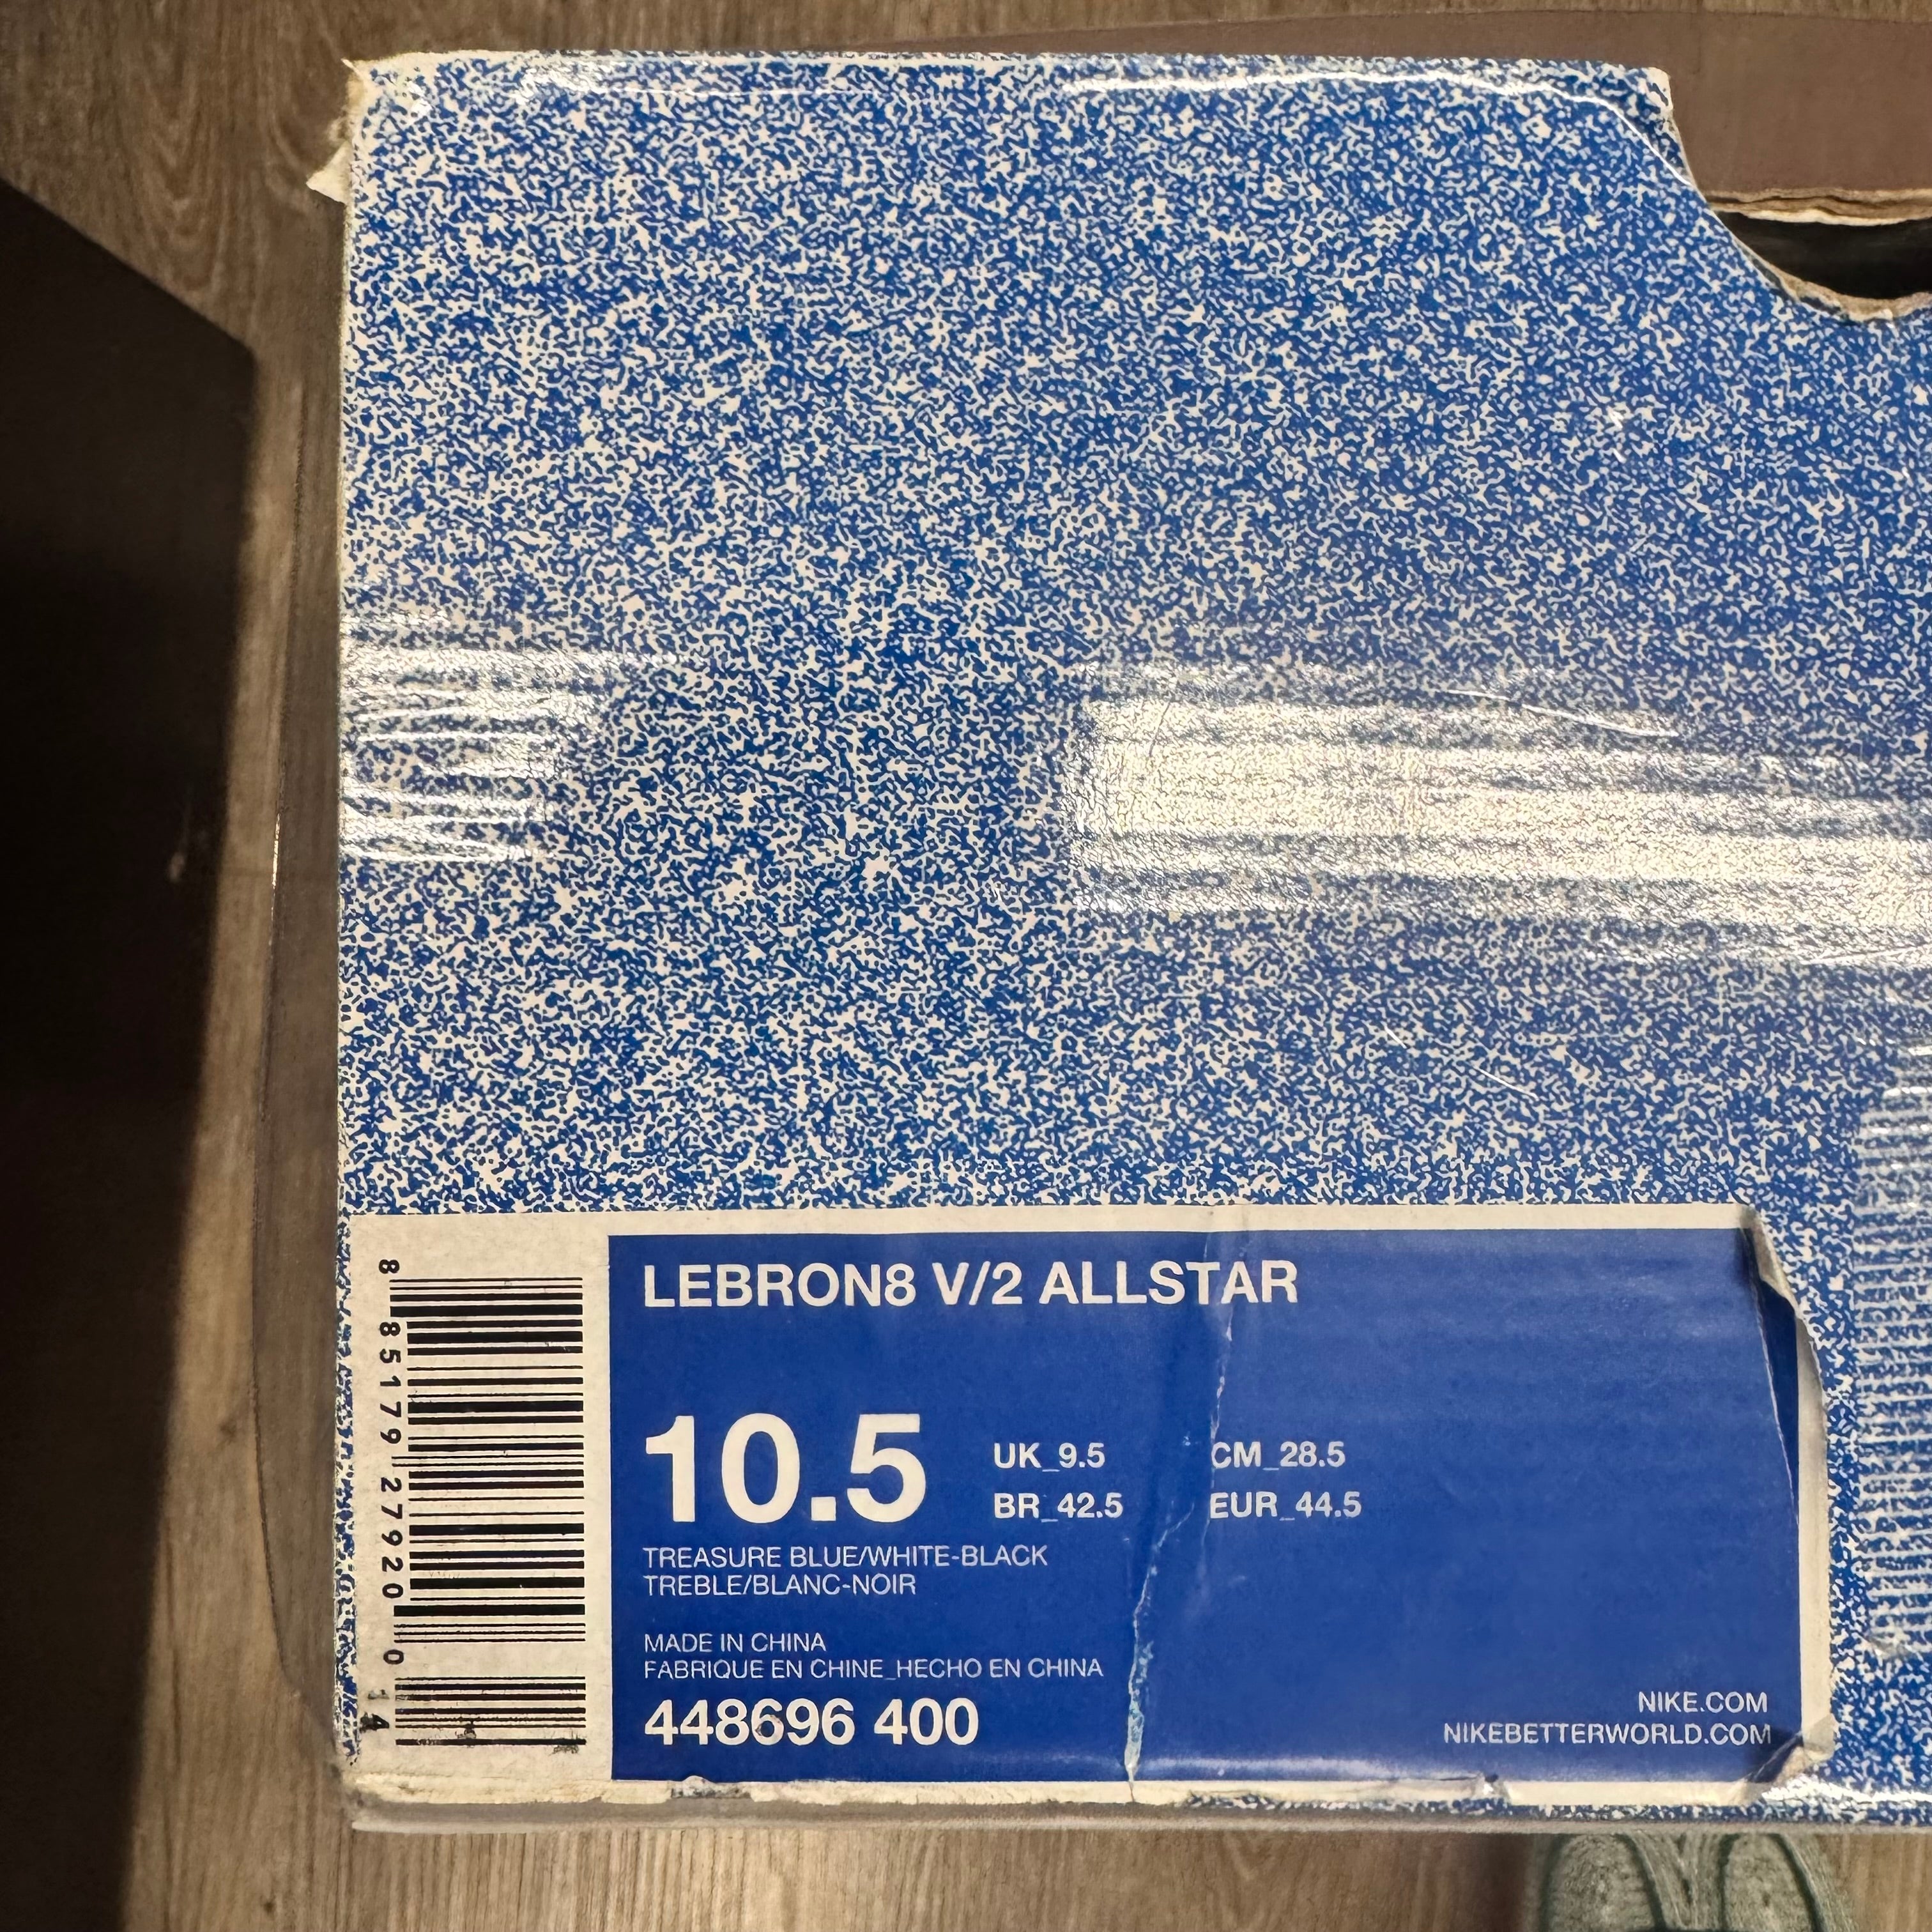 LEBRON8 V/2 ALLSTAR
10.5
UK_9.5 CM_28.5
BR_42.5 EUR_44.5
TREASURE BLUE/WHITE-BLACK
TREBLE/BLANC-NOIR
MADE IN CHINA
FABRIQUE EN CHINE_HECHO EN CHINA
448696 400
NIKE.COM
NIKEBETTERWORLD.COM
8 85179 27920 0
14